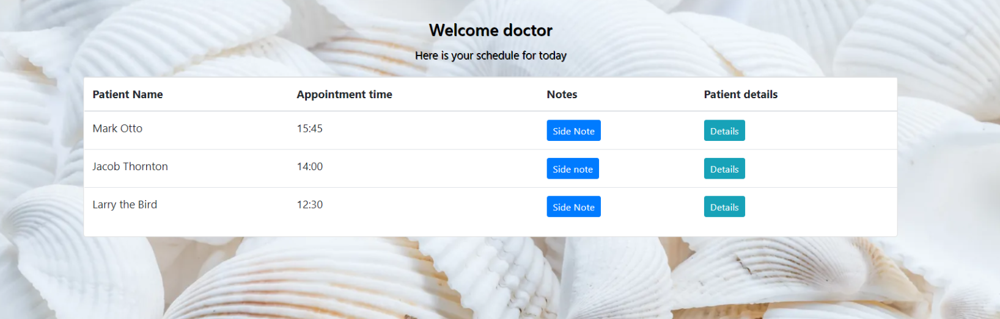 Welcome doctor
Here is your schedule for today
Patient Name Appointment time Notes Patient details
Mark Otto 15:45 Side Note Details
Jacob Thornton 14:00 Side note Details
Larry the Bird 12:30 Side Note Details